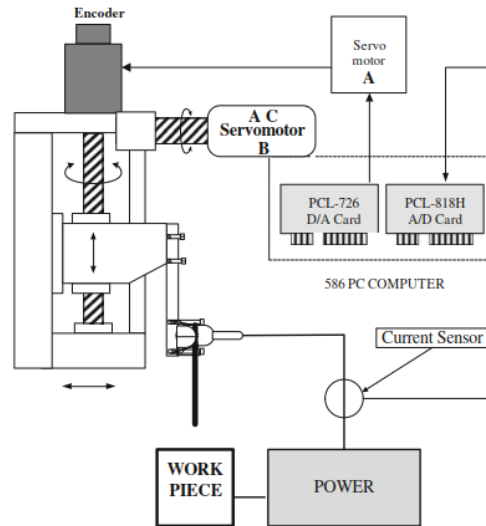 Encoder
Servo
motor
A
A C
Servomotor
B
PCL-726
D/A Card
PCL-818H
A/D Card
586 PC COMPUTER
Current Sensor
WORK
PIECE
POWER